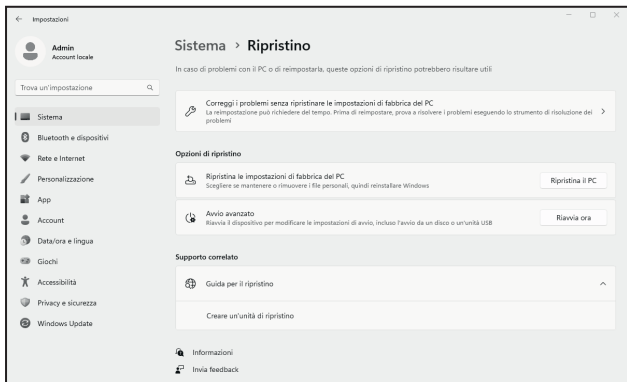 Impostazioni
Admin
Account locale
Trova un'impostazione
Sistema
Bluetooth e dispositivi
Rete e Internet
Personalizzazione
App
Account
Data/ora e lingua
Giochi
Accessibilità
Privacy e sicurezza
Windows Update
Sistema > Ripristino
In caso di problemi con il PC o di reimpostarla, queste opzioni di ripristino potrebbero risultare utili
Correggi i problemi senza ripristinare le impostazioni di fabbrica del PC
La reimpostazione può richiedere del tempo. Prima di reimpostare, prova a risolvere i problemi eseguendo lo strumento di risoluzione dei
problemi
Opzioni di ripristino
Ripristina le impostazioni di fabbrica del PC
Scegliere se mantenere o rimuovere i file personali, quindi reinstallare Windows
Ripristina il PC
Avvio avanzato
Riavvia il dispositivo per modificare le impostazioni di avvio, incluso l'avvio da un disco o un'unità USB
Riavvia ora
Supporto correlato
Guida per il ripristino
Creare un'unità di ripristino
Informazioni
Invia feedback